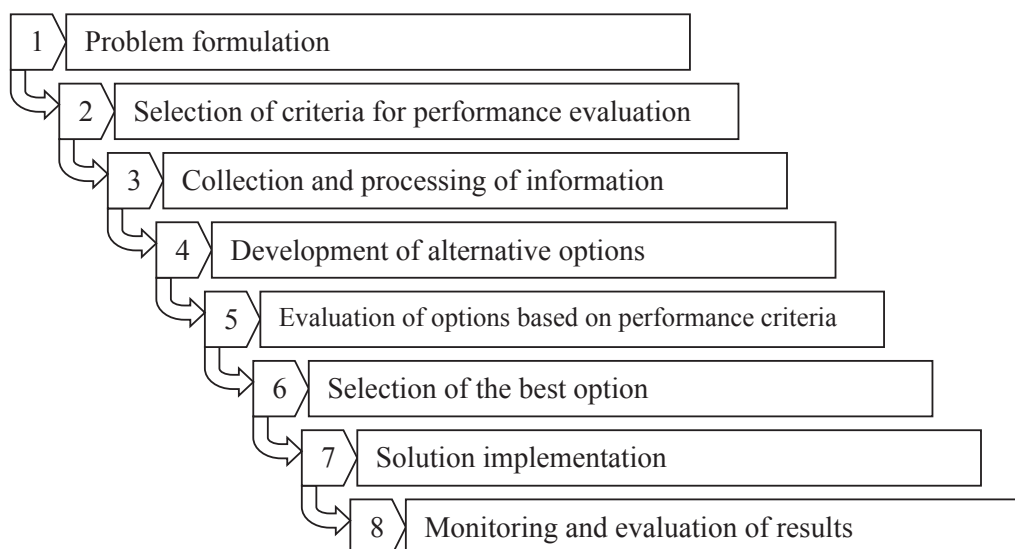 1 Problem formulation
2 Selection of criteria for performance evaluation
3 Collection and processing of information
4 Development of alternative options
5 Evaluation of options based on performance criteria
6 Selection of the best option
7 Solution implementation
8 Monitoring and evaluation of results